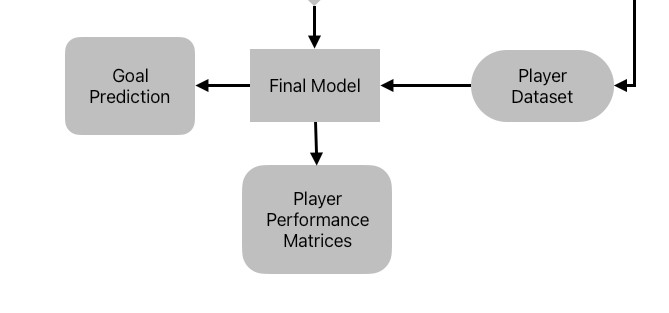 Goal
Prediction
Final Model
Player
Dataset
Player
Performance
Matrices